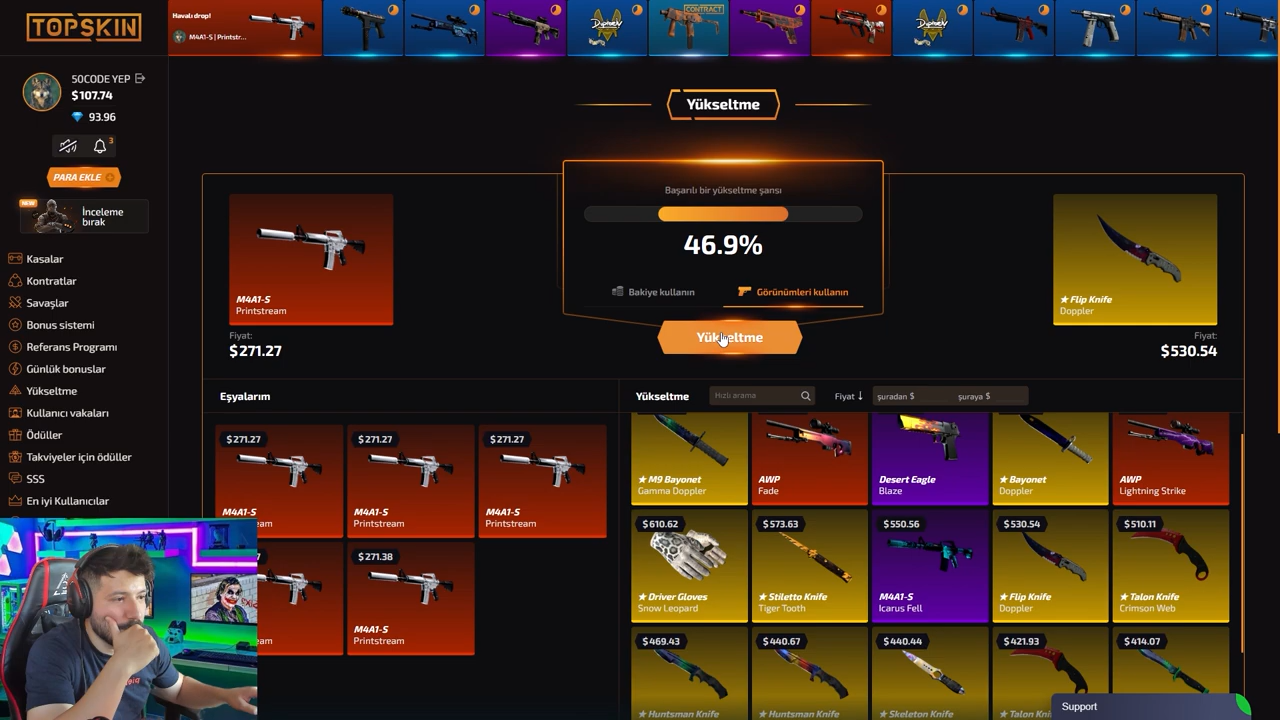 TOPSKIN
Havalı drop!
M4A1-S | Printstr...
CONTRACT
50CODE YEP
$107.74
93.96
3
PARA EKLE
NEW
İnceleme
bırak
Kasalar
Kontratlar
Savaşlar
Bonus sistemi
Referans Programı
Günlük bonuslar
Yükseltme
Kullanıcı vakaları
Ödüller
Takviyeler için ödüller
SSS
En iyi Kullanıcılar
Yükseltme
Başarılı bir yükseltme şansı
46.9%
Bakiye kullanın
Görünümleri kullanın
Yükseltme
M4A1-S
Printstream
Fiyat:
$271.27
★ Flip Knife
Doppler
Fiyat:
$530.54
Eşyalarım
$271.27
M4A1-S
Printstream
$271.27
M4A1-S
Printstream
$271.27
M4A1-S
Printstream
$271.38
M4A1-S
Printstream
Yükseltme
Hızlı arama
Fiyat ↓
şuradan $
şuraya $
★ M9 Bayonet
Gamma Doppler
AWP
Fade
Desert Eagle
Blaze
★ Bayonet
Doppler
AWP
Lightning Strike
$610.62
★ Driver Gloves
Snow Leopard
$573.63
★ Stiletto Knife
Tiger Tooth
$550.56
M4A1-S
Icarus Fell
$530.54
★ Flip Knife
Doppler
$510.11
★ Talon Knife
Crimson Web
$469.43
★ Huntsman Knife
$440.67
★ Huntsman Knife
$440.44
★ Skeleton Knife
$421.93
★ Talon Kni
$414.07
Support